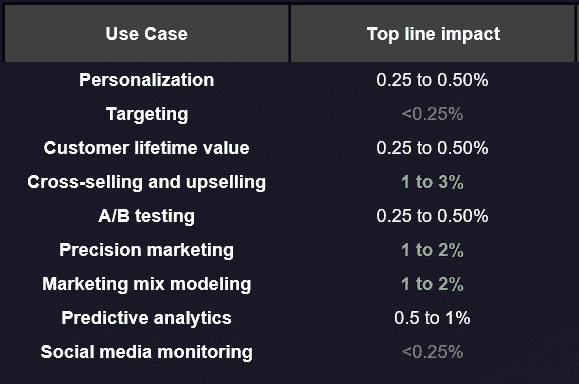 Use Case Top line impact
Personalization 0.25 to 0.50%
Targeting <0.25%
Customer lifetime value 0.25 to 0.50%
Cross-selling and upselling 1 to 3%
A/B testing 0.25 to 0.50%
Precision marketing 1 to 2%
Marketing mix modeling 1 to 2%
Predictive analytics 0.5 to 1%
Social media monitoring <0.25%